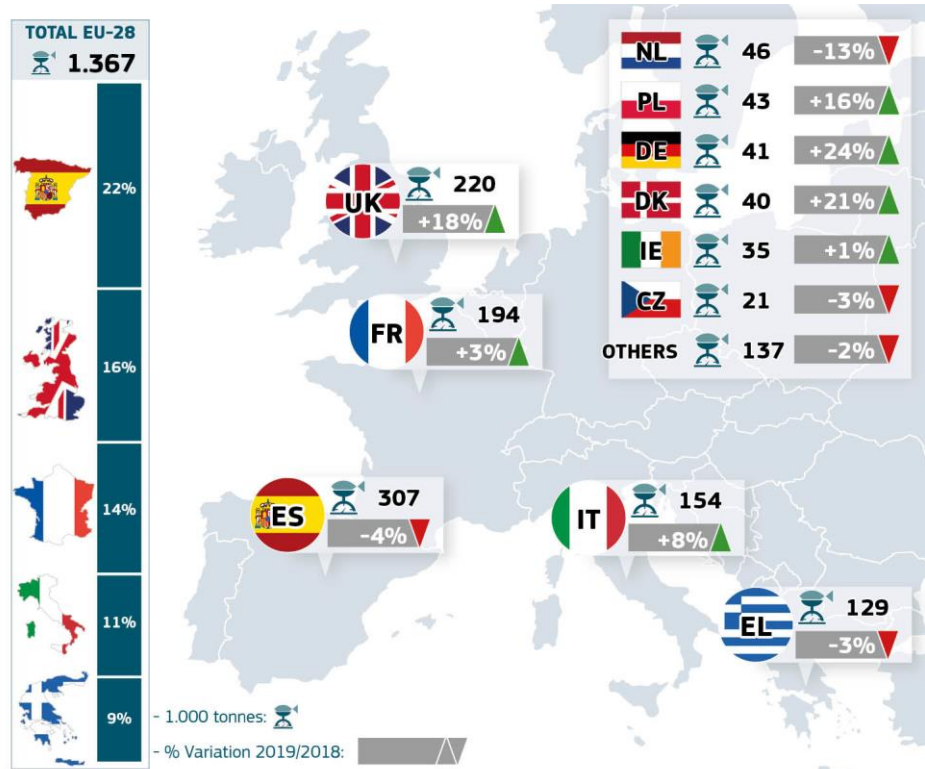 TOTAL EU-28
1.367
22%
16%
14%
11%
9%
UK
220
+18%
FR
194
+3%
ES
307
-4%
IT
154
+8%
EL
129
-3%
NL 46 -13%
PL 43 +16%
DE 41 +24%
DK 40 +21%
IE 35 +1%
CZ 21 -3%
OTHERS 137 -2%
- 1.000 tonnes:
- % Variation 2019/2018: